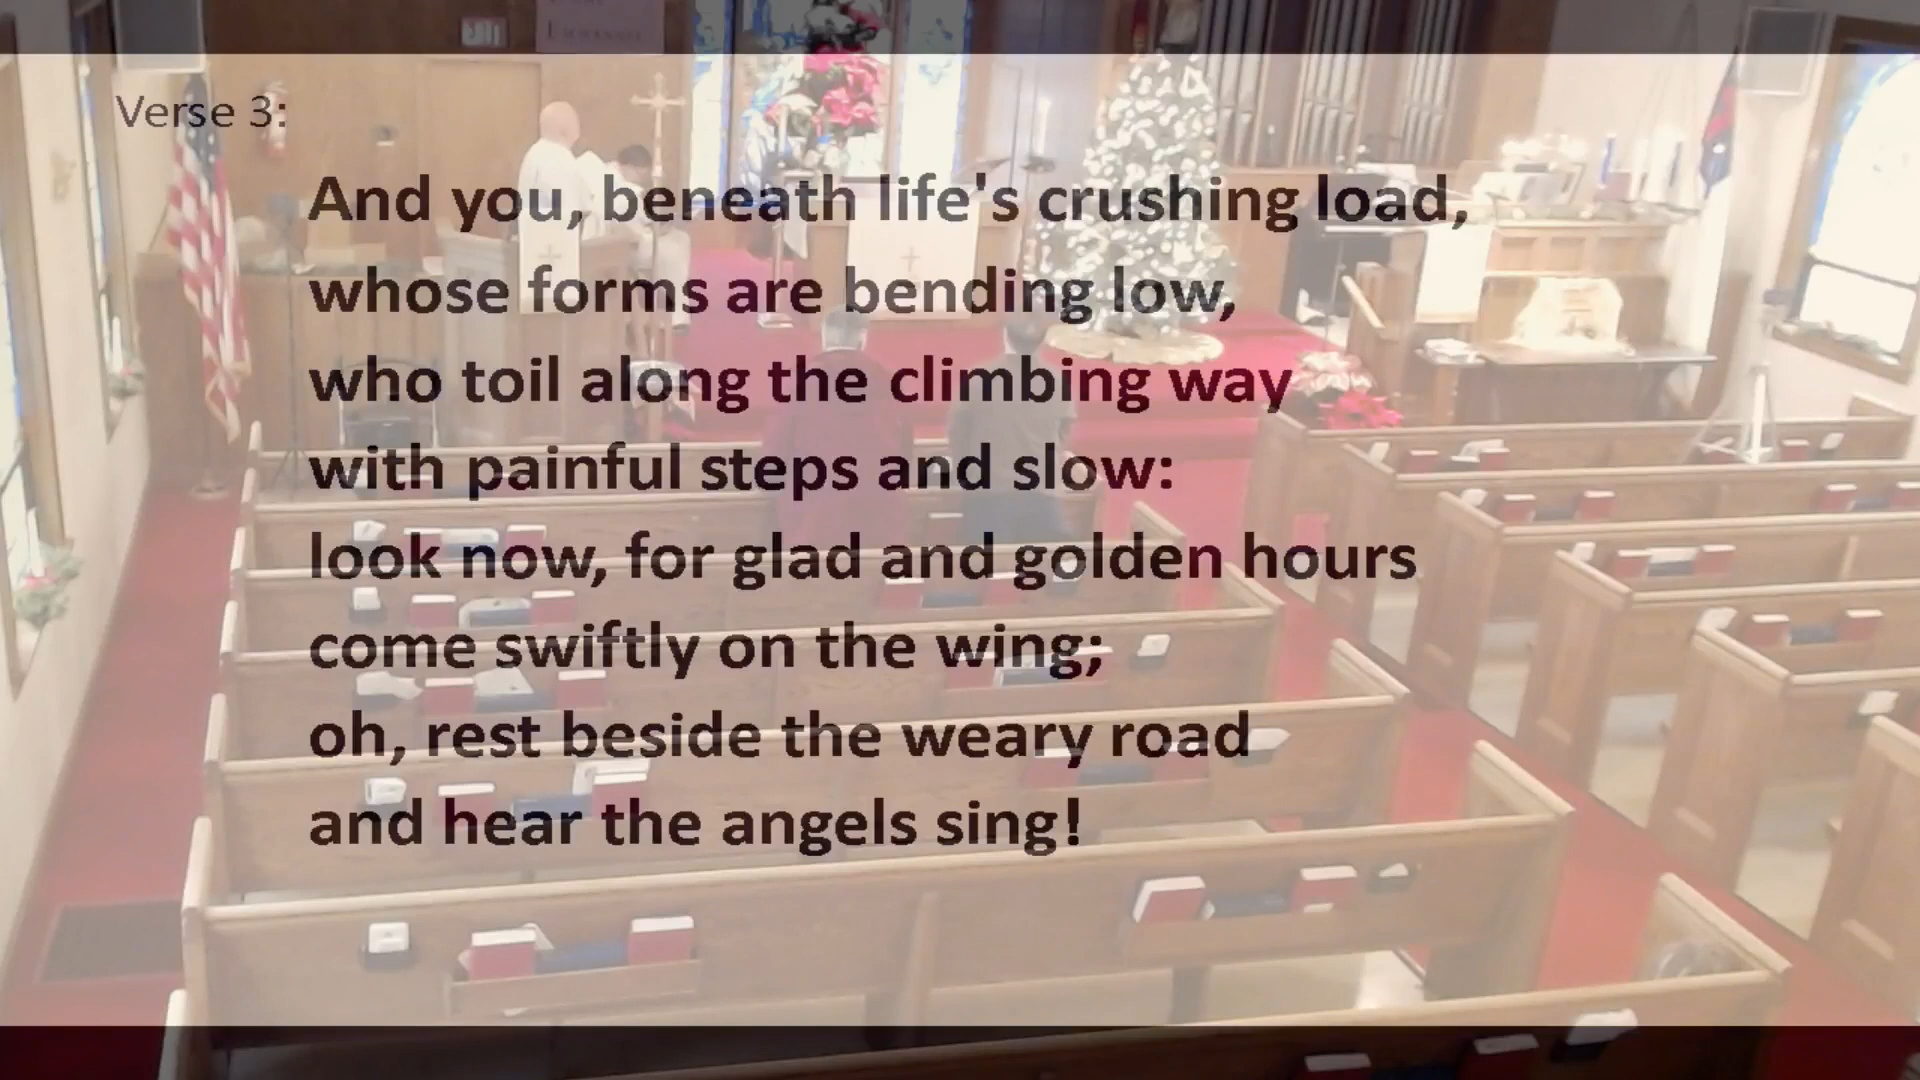 Verse 3:
And you, beneath life's crushing load,
whose forms are bending low,
who toil along the climbing way
with painful steps and slow:
look now, for glad and golden hours
come swiftly on the wing;
oh, rest beside the weary road
and hear the angels sing!